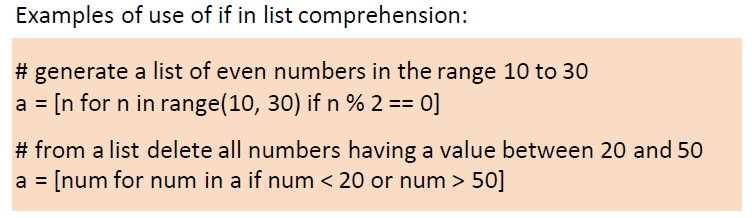 Examples of use of if in list comprehension:
# generate a list of even numbers in the range 10 to 30
a = [n for n in range(10, 30) if n % 2 == 0]
# from a list delete all numbers having a value between 20 and 50
a = [num for num in a if num < 20 or num > 50]